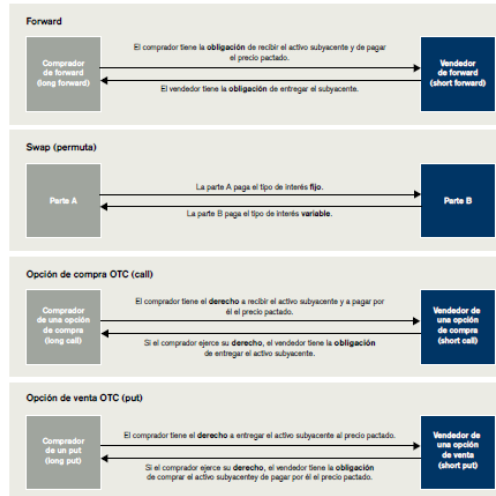 Forward
Comprador
de forward
(long forward)
El comprador tiene la obligación de recibir el activo subyacente y de pagar
el precio pactado.
El vendedor tiene la obligación de entregar el subyacente.
Vendedor
de forward
(short forward)
Swap (permuta)
Parte A
La parte A paga el tipo de interés fijo.
La parte B paga el tipo de interés variable.
Parte B
Opción de compra OTC (call)
Comprador
de una opción
de compra
(long call)
El comprador tiene el derecho a recibir el activo subyacente y a pagar por
él el precio pactado.
Si el comprador ejerce su derecho, el vendedor tiene la obligación
de entregar el activo subyacente.
Vendedor de
una opción
de compra
(short call)
Opción de venta OTC (put)
Comprador
de un put
(long put)
El comprador tiene el derecho a entregar el activo subyacente al precio pactado.
Si el comprador ejerce su derecho, el vendedor tiene la obligación
de comprar el activo subyacentey de pagar por él el precio pactado.
Vendedor de
una opción
de venta
(short put)